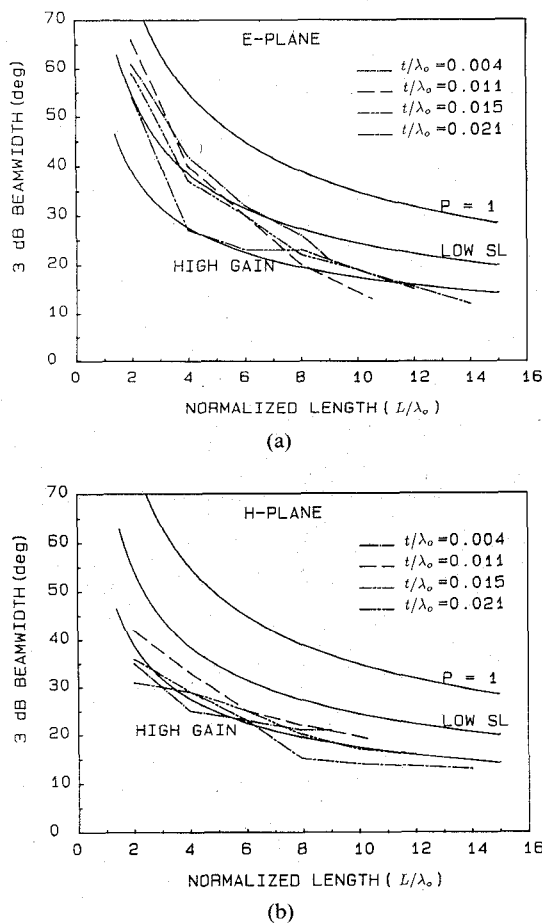 E-PLANE
70
60
50
40
30
20
10
0
3 dB BEAMWIDTH (deg)
t/λₒ = 0.004
t/λₒ = 0.011
t/λₒ = 0.015
t/λₒ = 0.021
P = 1
LOW SL
HIGH GAIN
0 2 4 6 8 10 12 14 16
NORMALIZED LENGTH ( L/λₒ )
(a)
H-PLANE
70
60
50
40
30
20
10
0
3 dB BEAMWIDTH (deg)
t/λₒ = 0.004
t/λₒ = 0.011
t/λₒ = 0.015
t/λₒ = 0.021
P = 1
LOW SL
HIGH GAIN
0 2 4 6 8 10 12 14 16
NORMALIZED LENGTH ( L/λₒ )
(b)